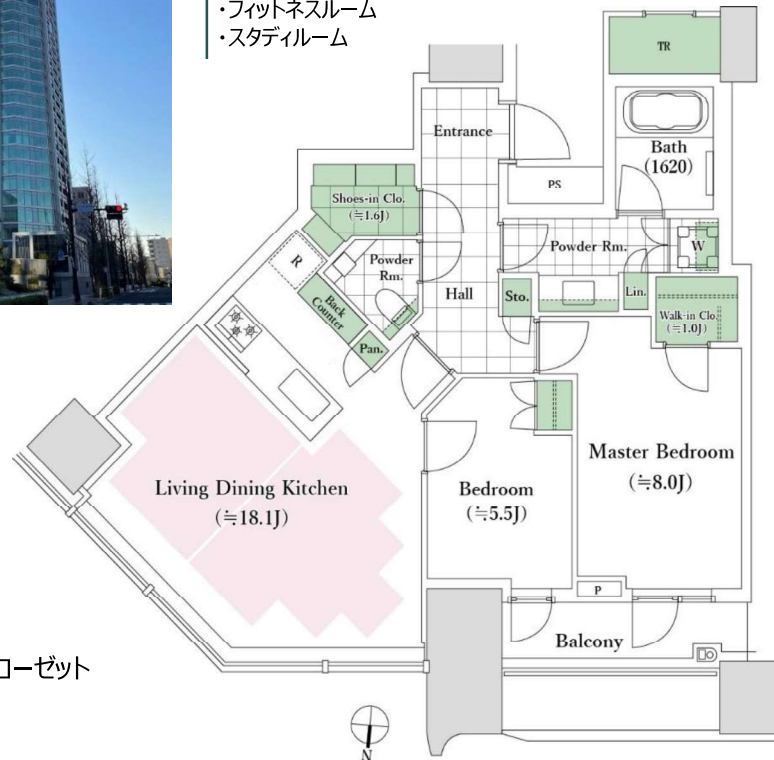 ・フィットネスルーム
・スタディルーム
TR
Entrance
Bath
(1620)
PS
Shoes-in Clo.
(≒1.6J)
Powder
Rm.
Powder Rm.
W
R
Back
Counter
Hall
Sto.
Lin.
Walk-in Clo.
(≒1.0J)
Pan.
Living Dining Kitchen
(≒18.1J)
Bedroom
(≒5.5J)
Master Bedroom
(≒8.0J)
P
Balcony
ローゼット
N